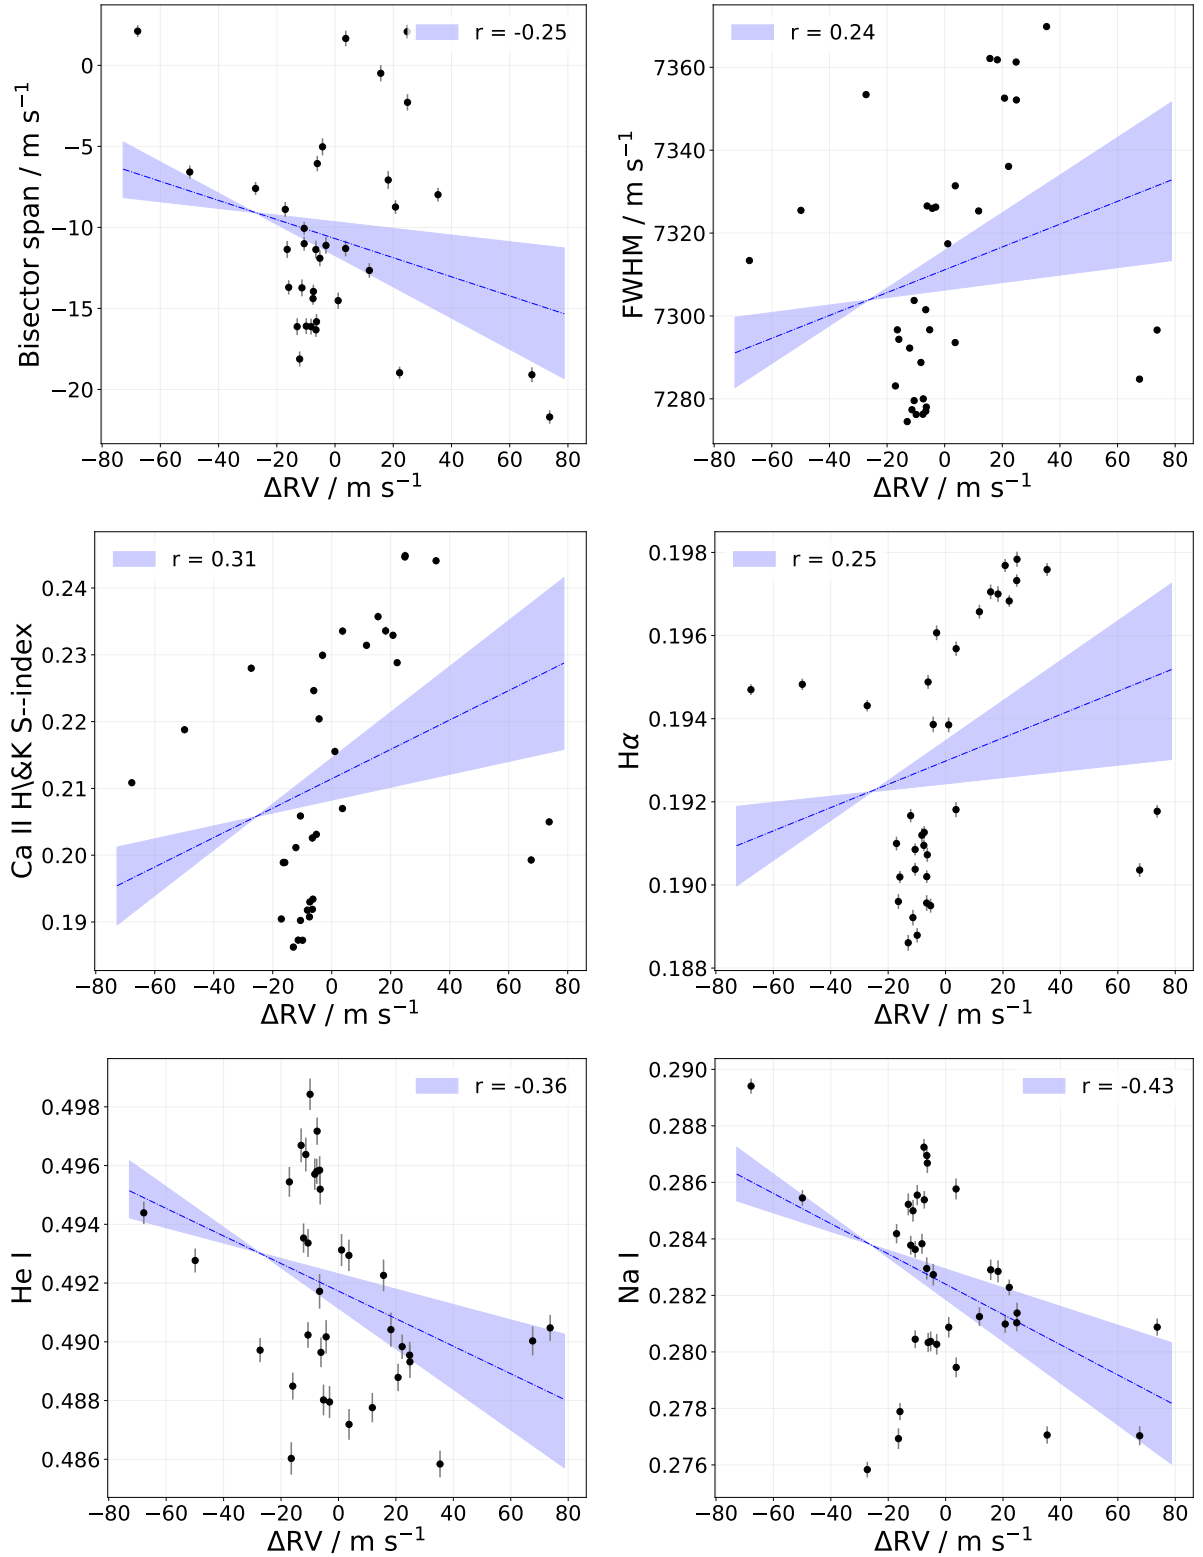 r = -0.25
0
−5
−10
−15
−20
Bisector span / m s⁻¹
−80 −60 −40 −20 0 20 40 60 80
ΔRV / m s⁻¹
r = 0.24
7360
7340
7320
7300
7280
FWHM / m s⁻¹
−80 −60 −40 −20 0 20 40 60 80
ΔRV / m s⁻¹
r = 0.31
0.24
0.23
0.22
0.21
0.20
0.19
Ca II H\&K S--index
−80 −60 −40 −20 0 20 40 60 80
ΔRV / m s⁻¹
r = 0.25
0.198
0.196
0.194
0.192
0.190
0.188
Hα
−80 −60 −40 −20 0 20 40 60 80
ΔRV / m s⁻¹
r = -0.36
0.498
0.496
0.494
0.492
0.490
0.488
0.486
He I
−80 −60 −40 −20 0 20 40 60 80
ΔRV / m s⁻¹
r = -0.43
0.290
0.288
0.286
0.284
0.282
0.280
0.278
0.276
Na I
−80 −60 −40 −20 0 20 40 60 80
ΔRV / m s⁻¹